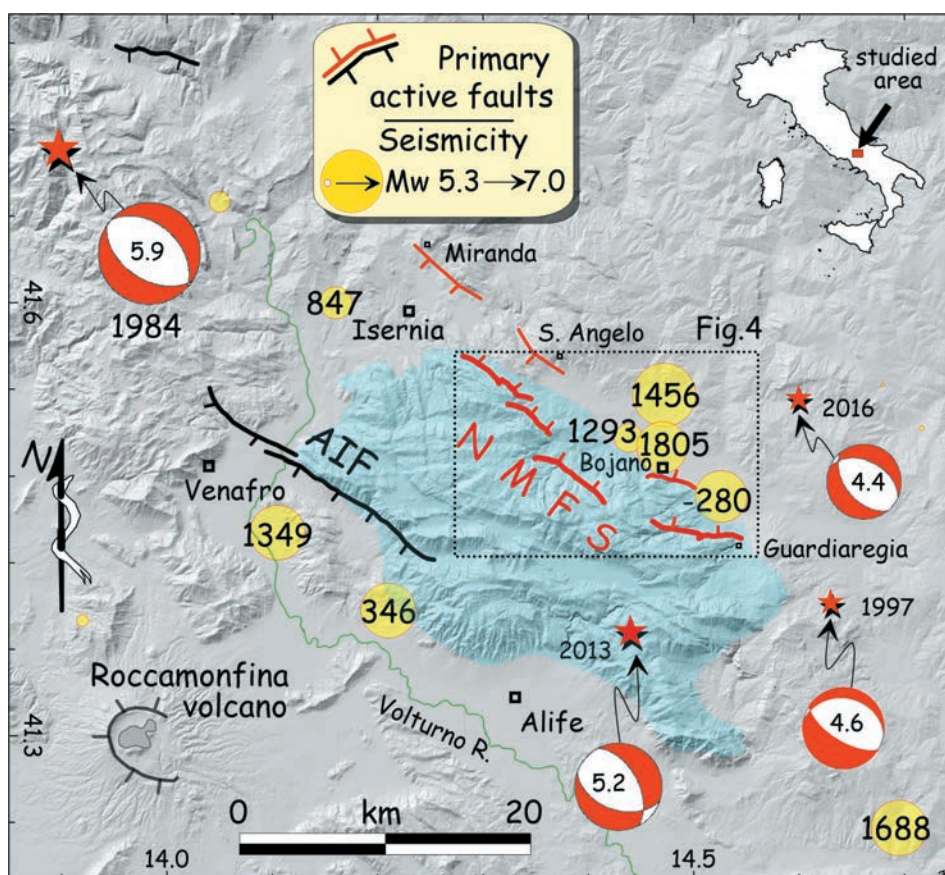 Primary
active faults
Seismicity
Mw 5.3 → 7.0
studied
area
5.9
1984
Miranda
847
Isernia
41.6
S. Angelo
Fig.4
1456
2016
1293
1805
Bojano
NMFS
-280
4.4
AIF
N
Venafro
1349
Guardiaregia
346
1997
2013
Roccamonfina
volcano
Volturno R.
Alife
4.6
41.3
5.2
0 km 20
1688
14.0
14.5